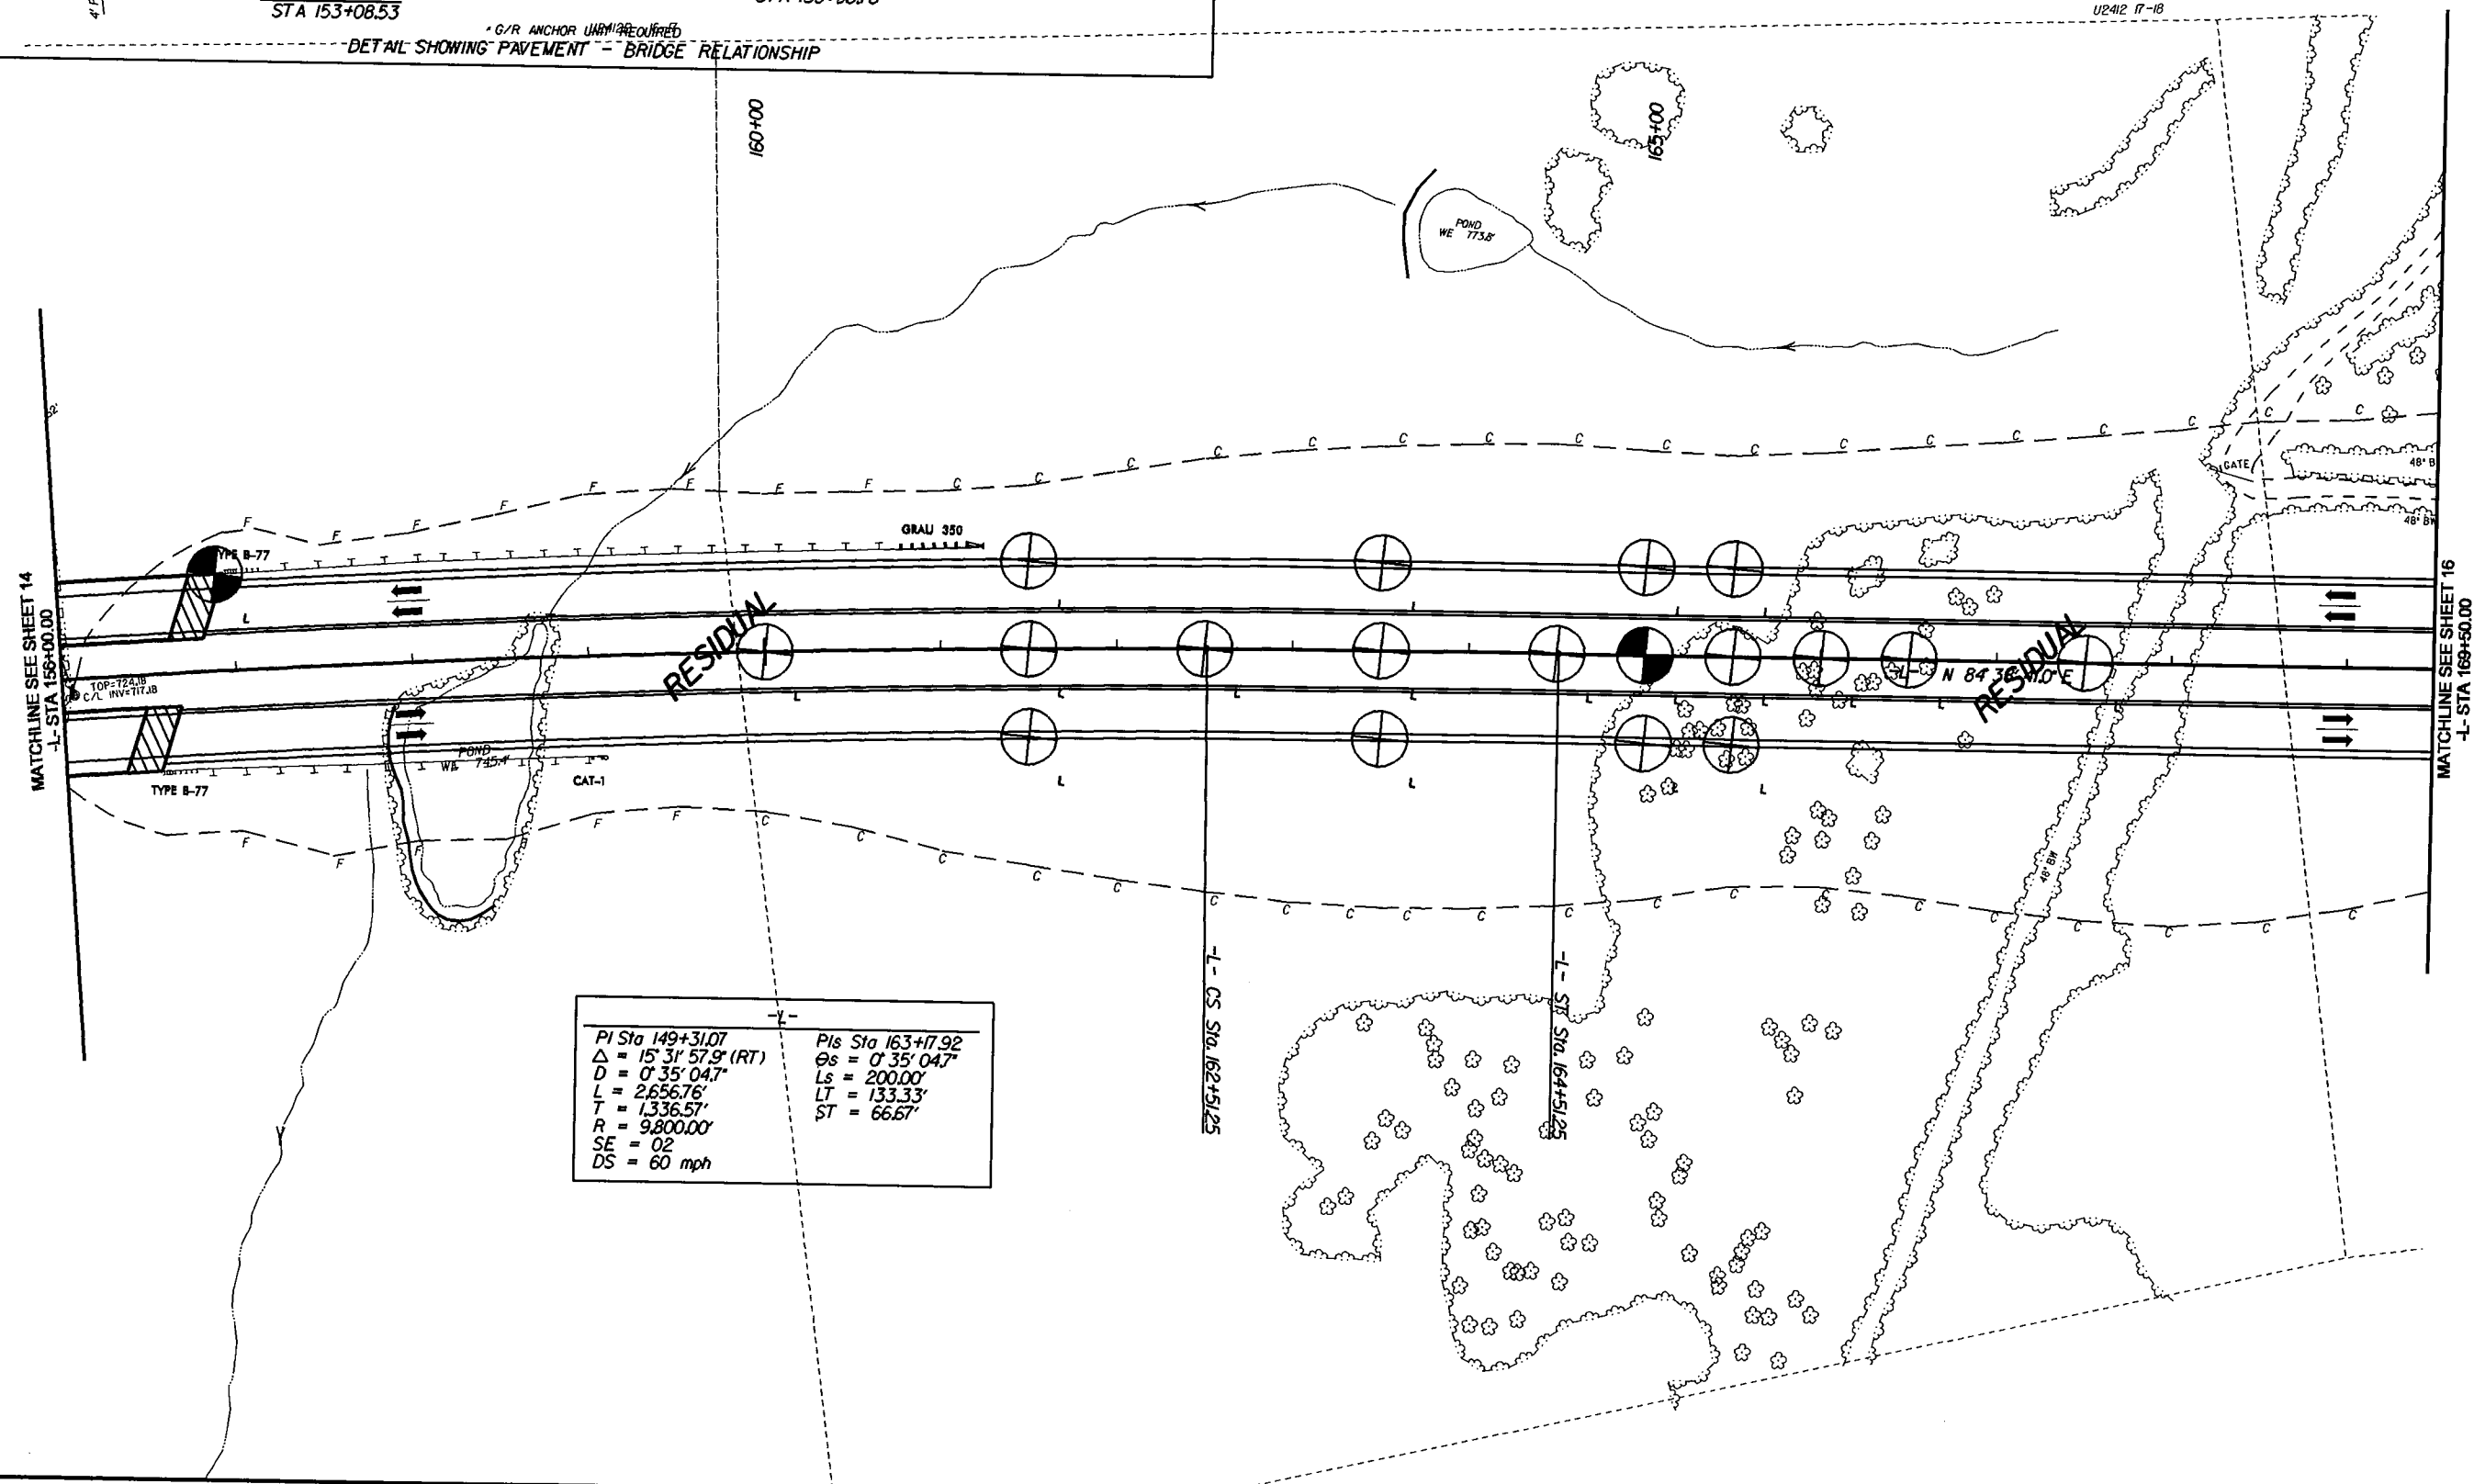 STA 153+08.53
U2412 17-18
* G/R ANCHOR UNIT REQUIRED
DETAIL SHOWING PAVEMENT - BRIDGE RELATIONSHIP
160+00
165+00
POND
WE 773.8'
C C C C C C C C C C C C C C C C
GATE
48" B
48" BW
F F F F F F F F
GRAU 350
TYPE B-77
MATCHLINE SEE SHEET 14
-L- STA 156+00.00
MATCHLINE SEE SHEET 16
-L- STA 169+50.00
RESIDUAL
RESIDUAL
TOP=724.18
C/L INV=717.18
POND
745.4'
TYPE B-77
CAT-1
48" BW
F F F F F
C C C C C C C C C C C C C C C C C
-L- CS Sta. 162+51.25
-L- ST Sta. 164+51.25
-L-
PI Sta 149+31.07
Δ = 15° 31' 57.9" (RT)
D = 0° 35' 04.7"
L = 2,656.76'
T = 1,336.57'
R = 9,800.00'
SE = 02
DS = 60 mph
PIs Sta 163+17.92
Θs = 0° 35' 04.7"
Ls = 200.00'
LT = 133.33'
ST = 66.67'